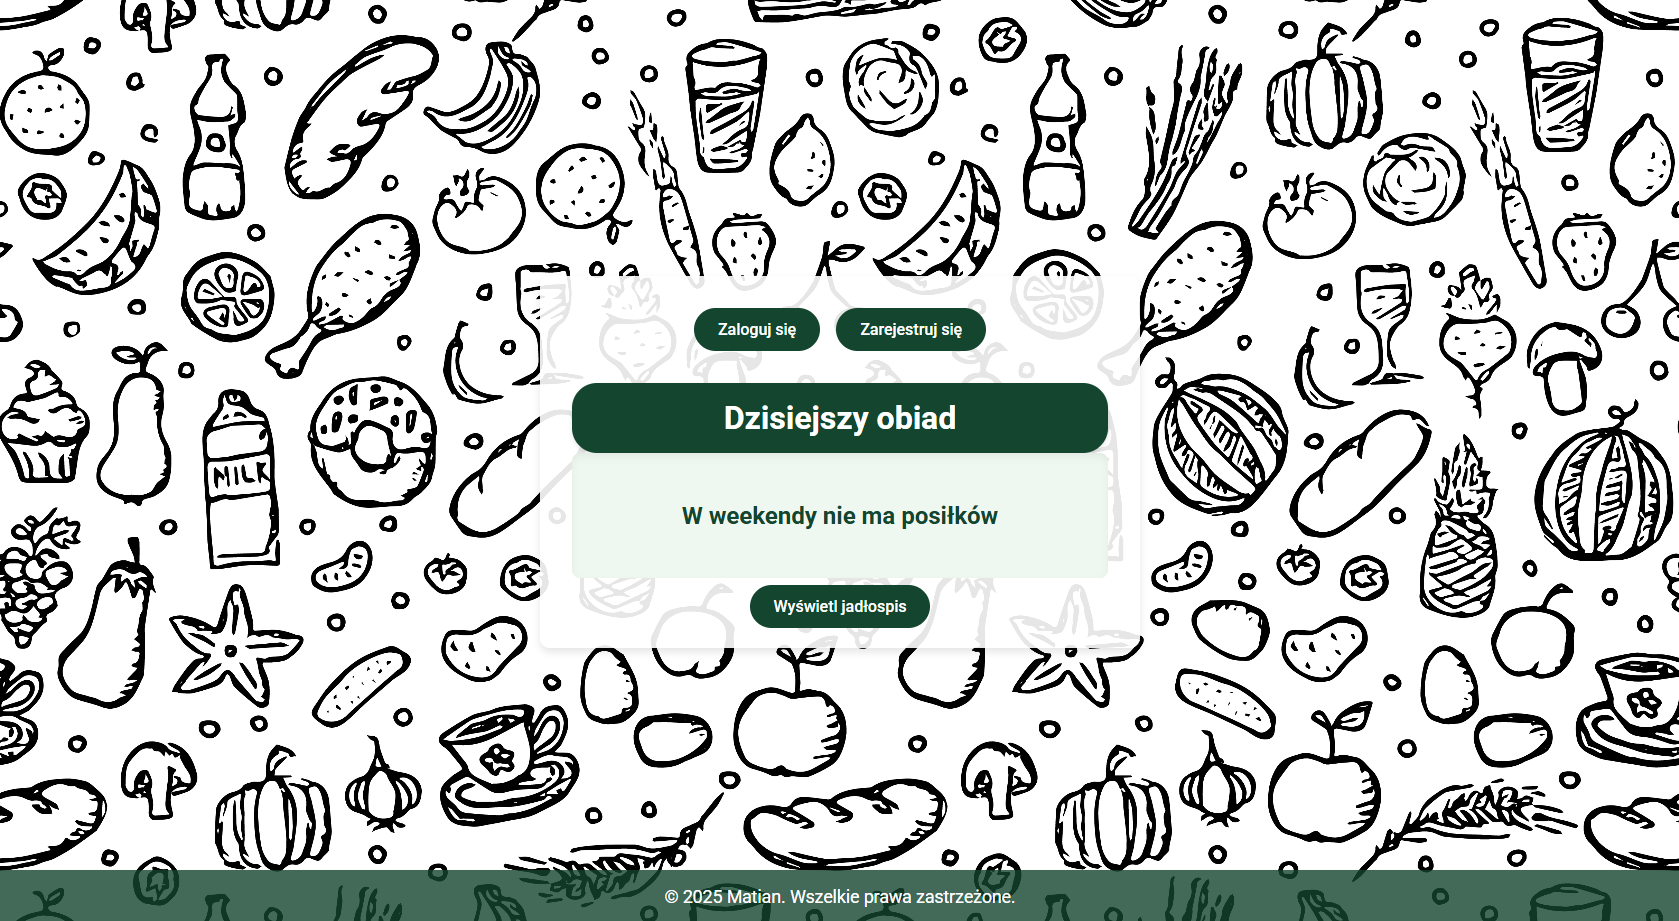 Zaloguj się Zarejestruj się
Dzisiejszy obiad
MILK
W weekendy nie ma posiłków
Wyświetl jadłospis
© 2025 Matian. Wszelkie prawa zastrzeżone.